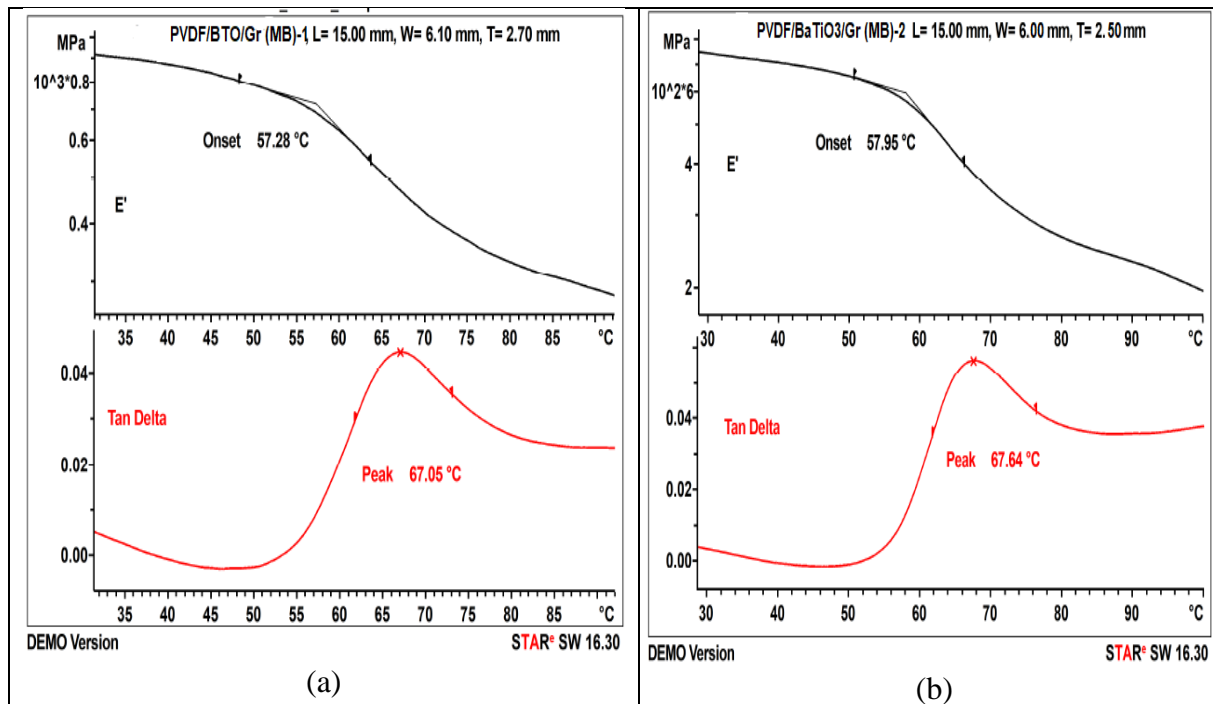 PVDF/BTO/Gr (MB)-1, L= 15.00 mm, W= 6.10 mm, T= 2.70 mm
MPa
10^3*0.8
0.6
0.4
Onset 57.28 °C
E'
35 40 45 50 55 60 65 70 75 80 85 °C
0.04
0.02
0.00
Tan Delta
Peak 67.05 °C
35 40 45 50 55 60 65 70 75 80 85 °C
DEMO Version
STARe SW 16.30
(a)
PVDF/BaTiO3/Gr (MB)-2 L= 15.00 mm, W= 6.00 mm, T= 2.50 mm
MPa
10^2*6
4
2
Onset 57.95 °C
E'
30 40 50 60 70 80 90 °C
0.04
0.02
0.00
Tan Delta
Peak 67.64 °C
30 40 50 60 70 80 90 °C
DEMO Version
STARe SW 16.30
(b)